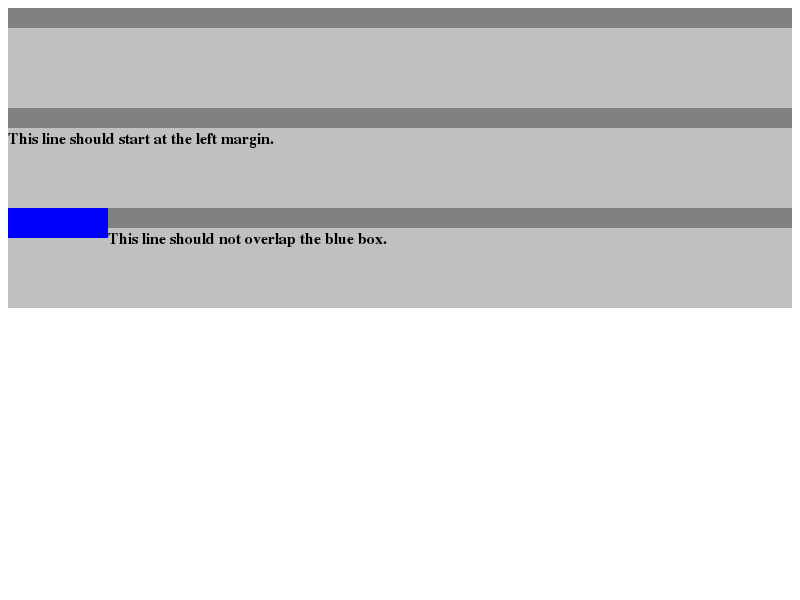 This line should start at the left margin.
This line should not overlap the blue box.